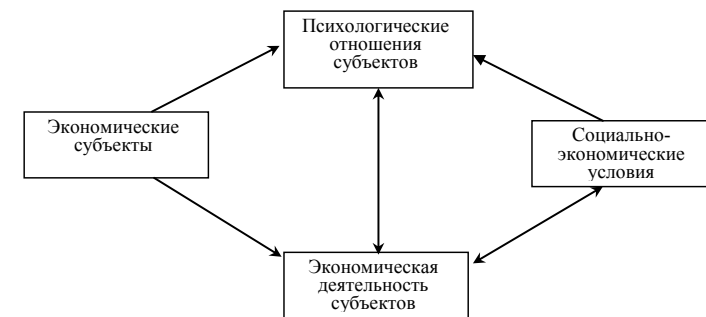 Психологические
отношения
субъектов
Экономические
субъекты
Социально-
экономические
условия
Экономическая
деятельность
субъектов